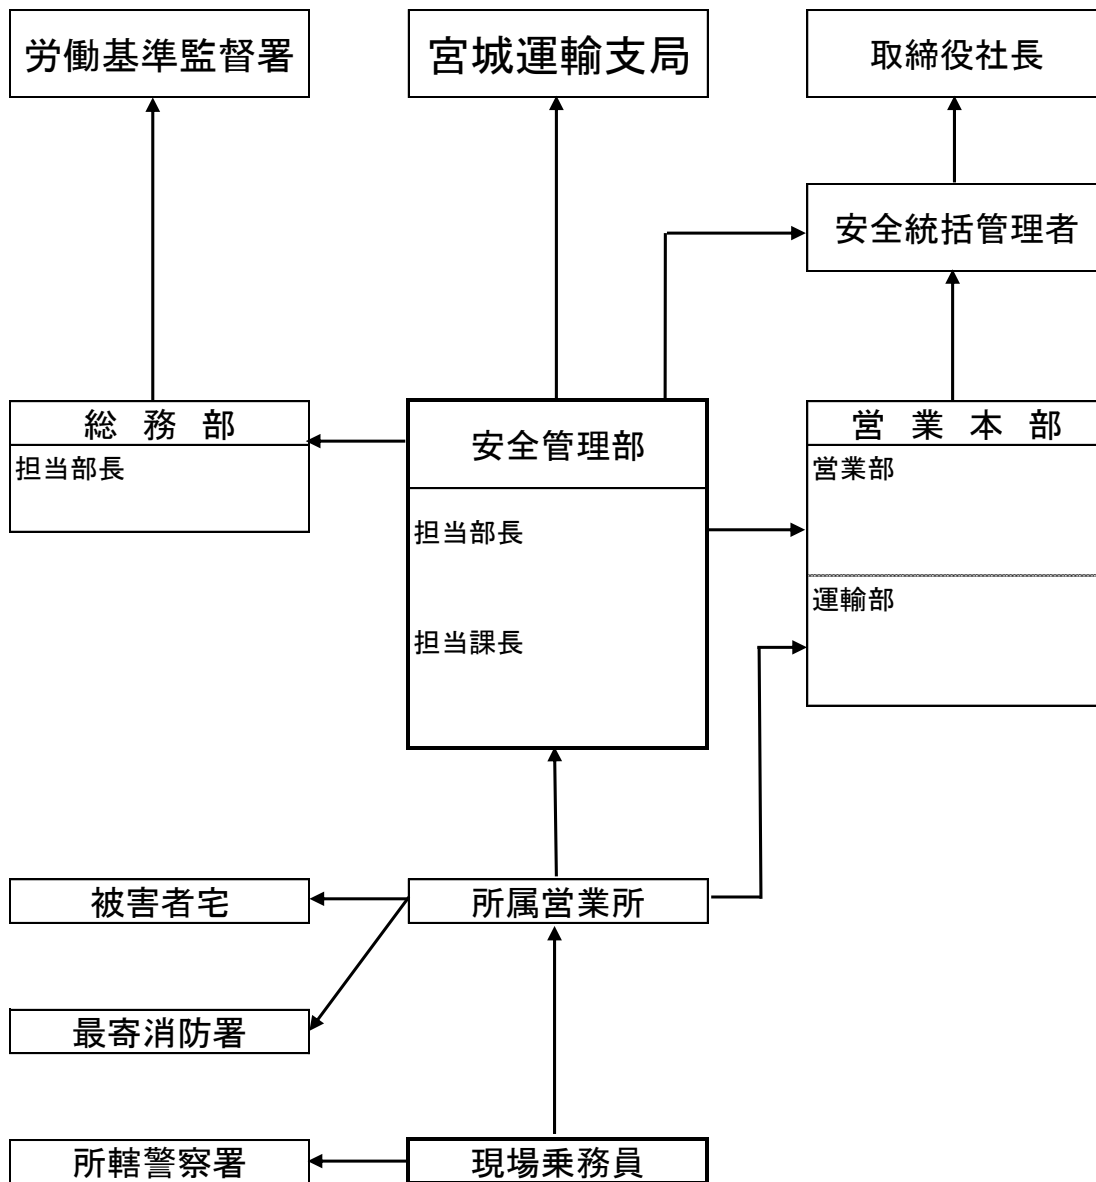 労働基準監督署
宮城運輸支局
取締役社長
安全統括管理者
総務部
担当部長
安全管理部
担当部長
担当課長
営業本部
営業部
運輸部
被害者宅
所属営業所
最寄消防署
所轄警察署
現場乗務員